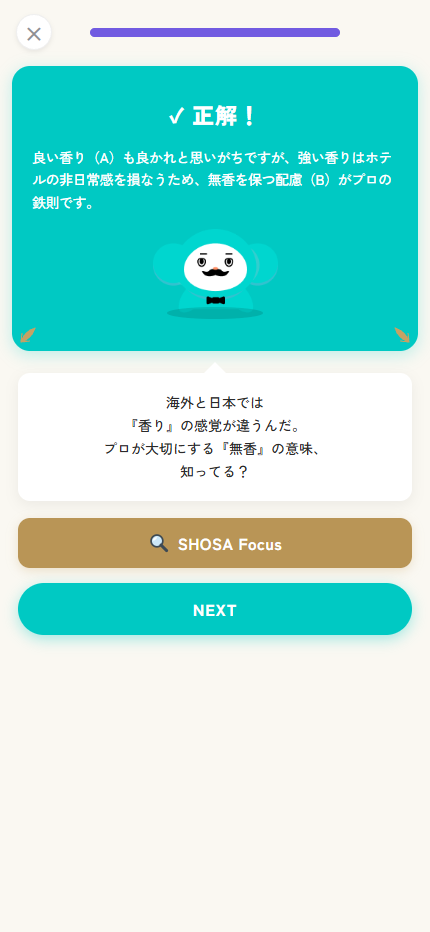 ✓ 正解！
良い香り（A）も良かれと思いがちですが、強い香りはホテ
ルの非日常感を損なうため、無香を保つ配慮（B）がプロの
鉄則です。
海外と日本では
『香り』の感覚が違うんだ。
プロが大切にする『無香』の意味、
知ってる？
🔍 SHOSA Focus
NEXT